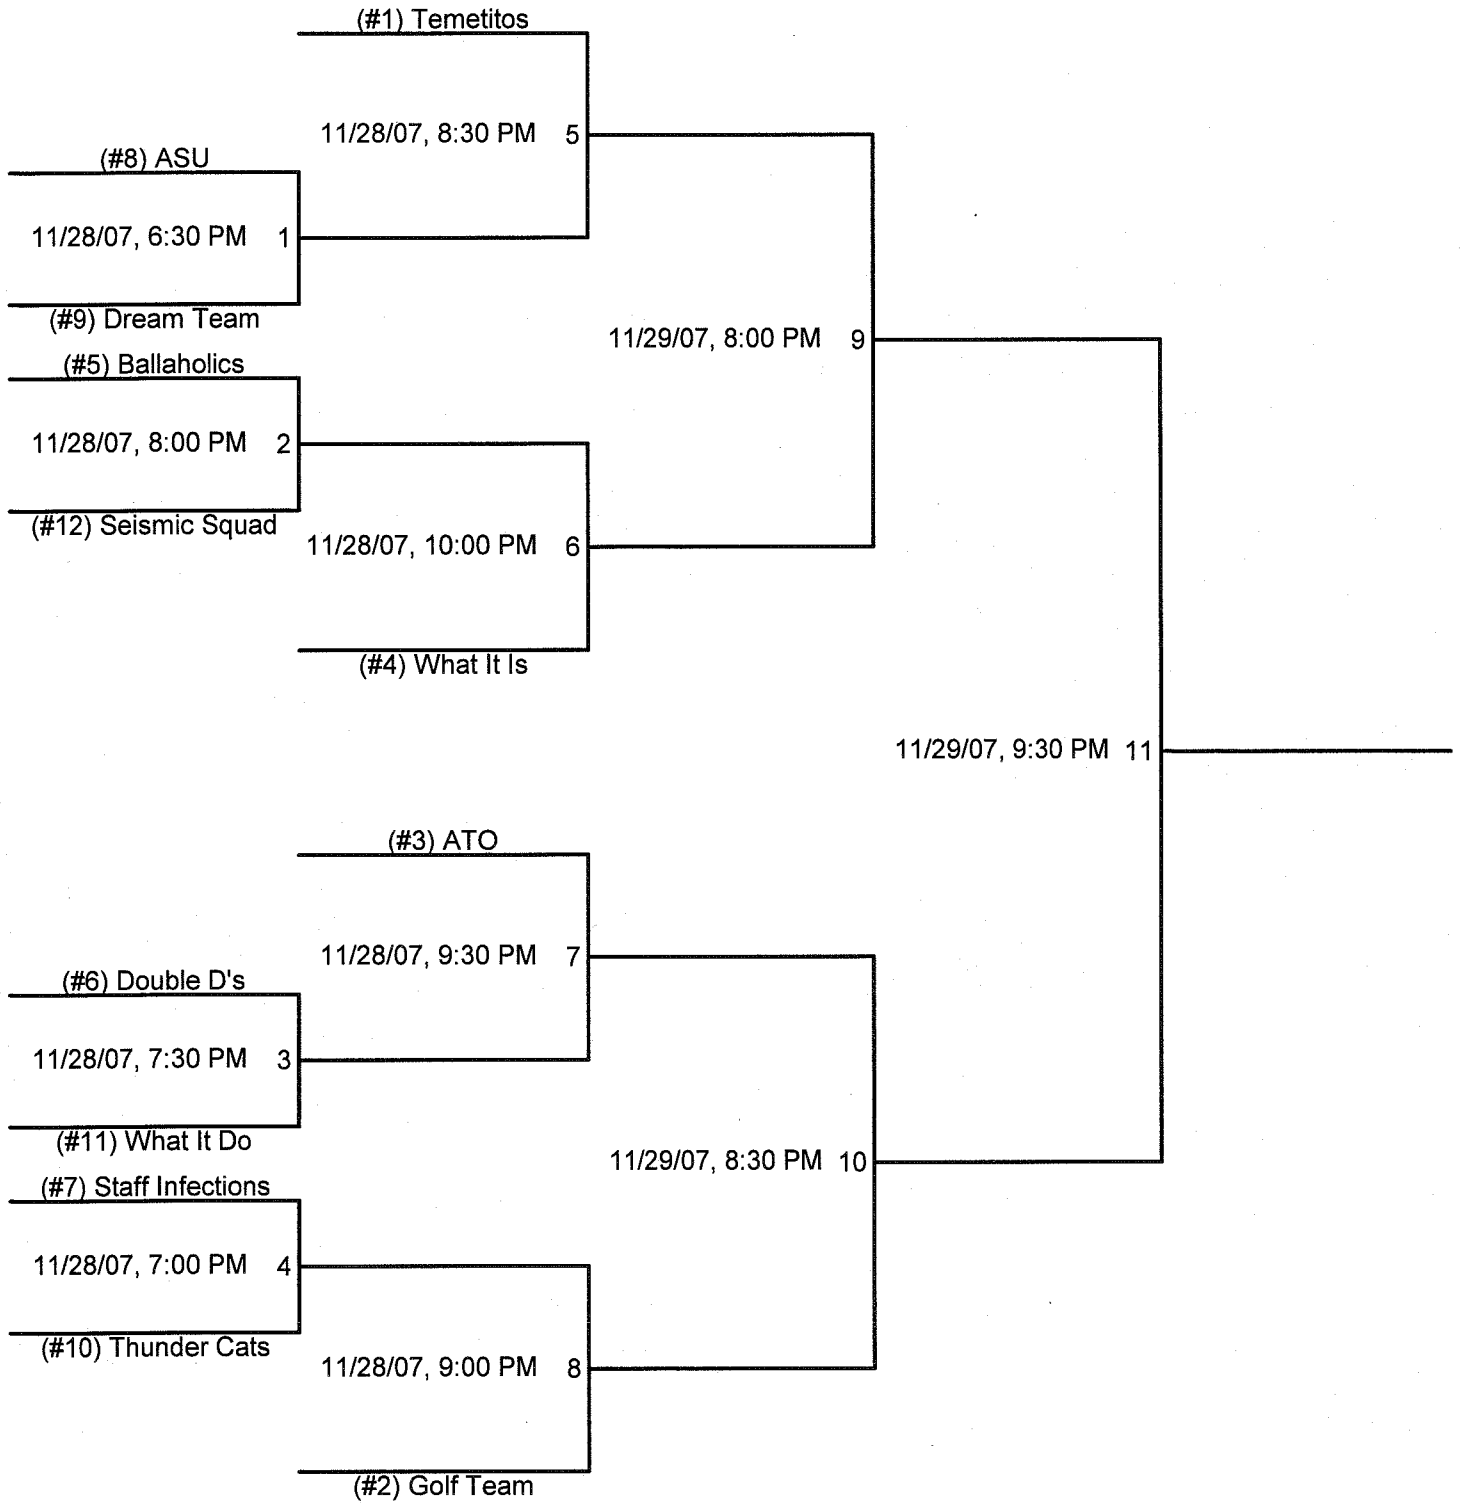 (#1) Temetitos
11/28/07, 8:30 PM 5
(#8) ASU
11/28/07, 6:30 PM 1
(#9) Dream Team
11/29/07, 8:00 PM 9
(#5) Ballaholics
11/28/07, 8:00 PM 2
(#12) Seismic Squad
11/28/07, 10:00 PM 6
(#4) What It Is
11/29/07, 9:30 PM 11
(#3) ATO
11/28/07, 9:30 PM 7
(#6) Double D's
11/28/07, 7:30 PM 3
(#11) What It Do
11/29/07, 8:30 PM 10
(#7) Staff Infections
11/28/07, 7:00 PM 4
(#10) Thunder Cats
11/28/07, 9:00 PM 8
(#2) Golf Team